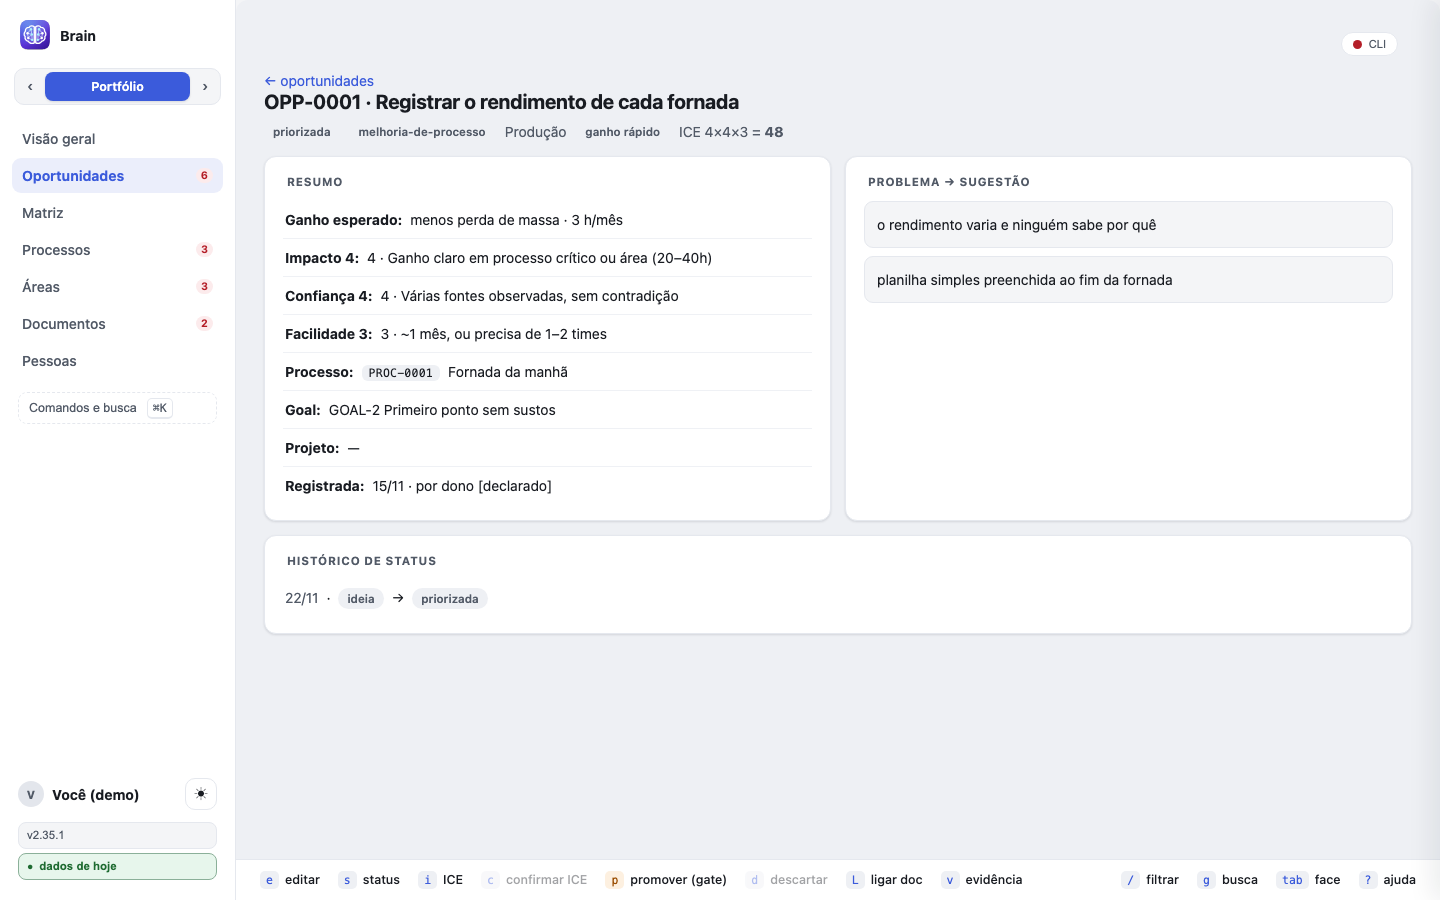 Brain
‹ Portfólio ›
Visão geral
Oportunidades 6
Matriz
Processos 3
Áreas 3
Documentos 2
Pessoas
Comandos e busca ⌘K
V Você (demo)
v2.35.1
● dados de hoje
CLI
← oportunidades
OPP-0001 · Registrar o rendimento de cada fornada
priorizada melhoria-de-processo Produção ganho rápido ICE 4×4×3 = 48
RESUMO
Ganho esperado: menos perda de massa · 3 h/mês
Impacto 4: 4 · Ganho claro em processo crítico ou área (20–40h)
Confiança 4: 4 · Várias fontes observadas, sem contradição
Facilidade 3: 3 · ~1 mês, ou precisa de 1–2 times
Processo: PROC-0001 Fornada da manhã
Goal: GOAL-2 Primeiro ponto sem sustos
Projeto: —
Registrada: 15/11 · por dono [declarado]
PROBLEMA → SUGESTÃO
o rendimento varia e ninguém sabe por quê
planilha simples preenchida ao fim da fornada
HISTÓRICO DE STATUS
22/11 · ideia → priorizada
e editar s status i ICE c confirmar ICE p promover (gate) d descartar L ligar doc v evidência / filtrar g busca tab face ? ajuda